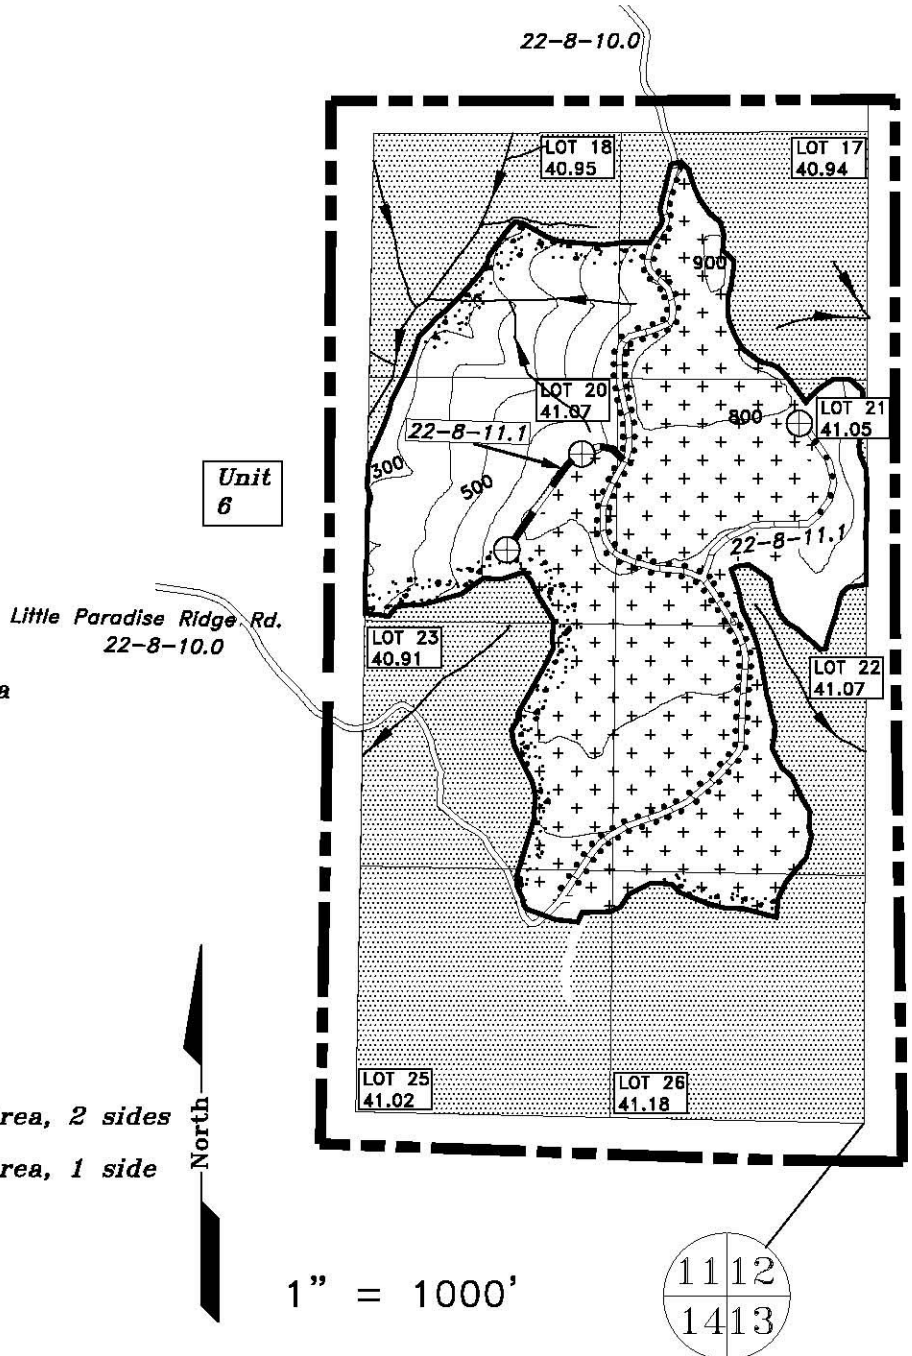 22-8-10.0
LOT 18
40.95
LOT 17
40.94
900
LOT 20
41.07
800
LOT 21
41.05
22-8-11.1
300
500
Unit
6
22-8-11.1
Little Paradise Ridge Rd.
22-8-10.0
LOT 23
40.91
LOT 22
41.07
a
LOT 25
41.02
LOT 26
41.18
rea, 2 sides
rea, 1 side
North
1" = 1000'
11 12
14 13